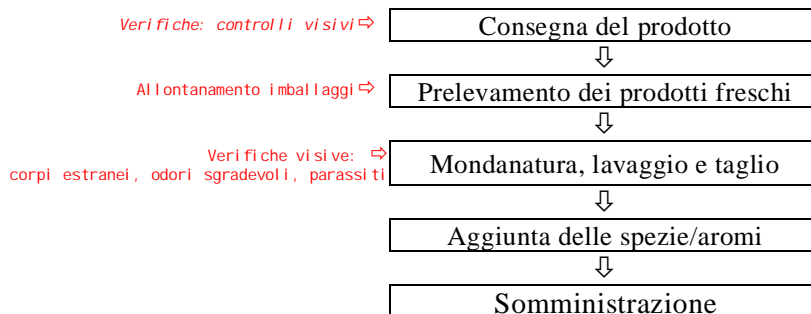 Verifiche: controlli visivi⇨ Consegna del prodotto
Allontanamento imballaggi⇨ Prelevamento dei prodotti freschi
Verifiche visive: ⇨
corpi estranei, odori sgradevoli, parassiti
Mondanatura, lavaggio e taglio
Aggiunta delle spezie/aromi
Somministrazione